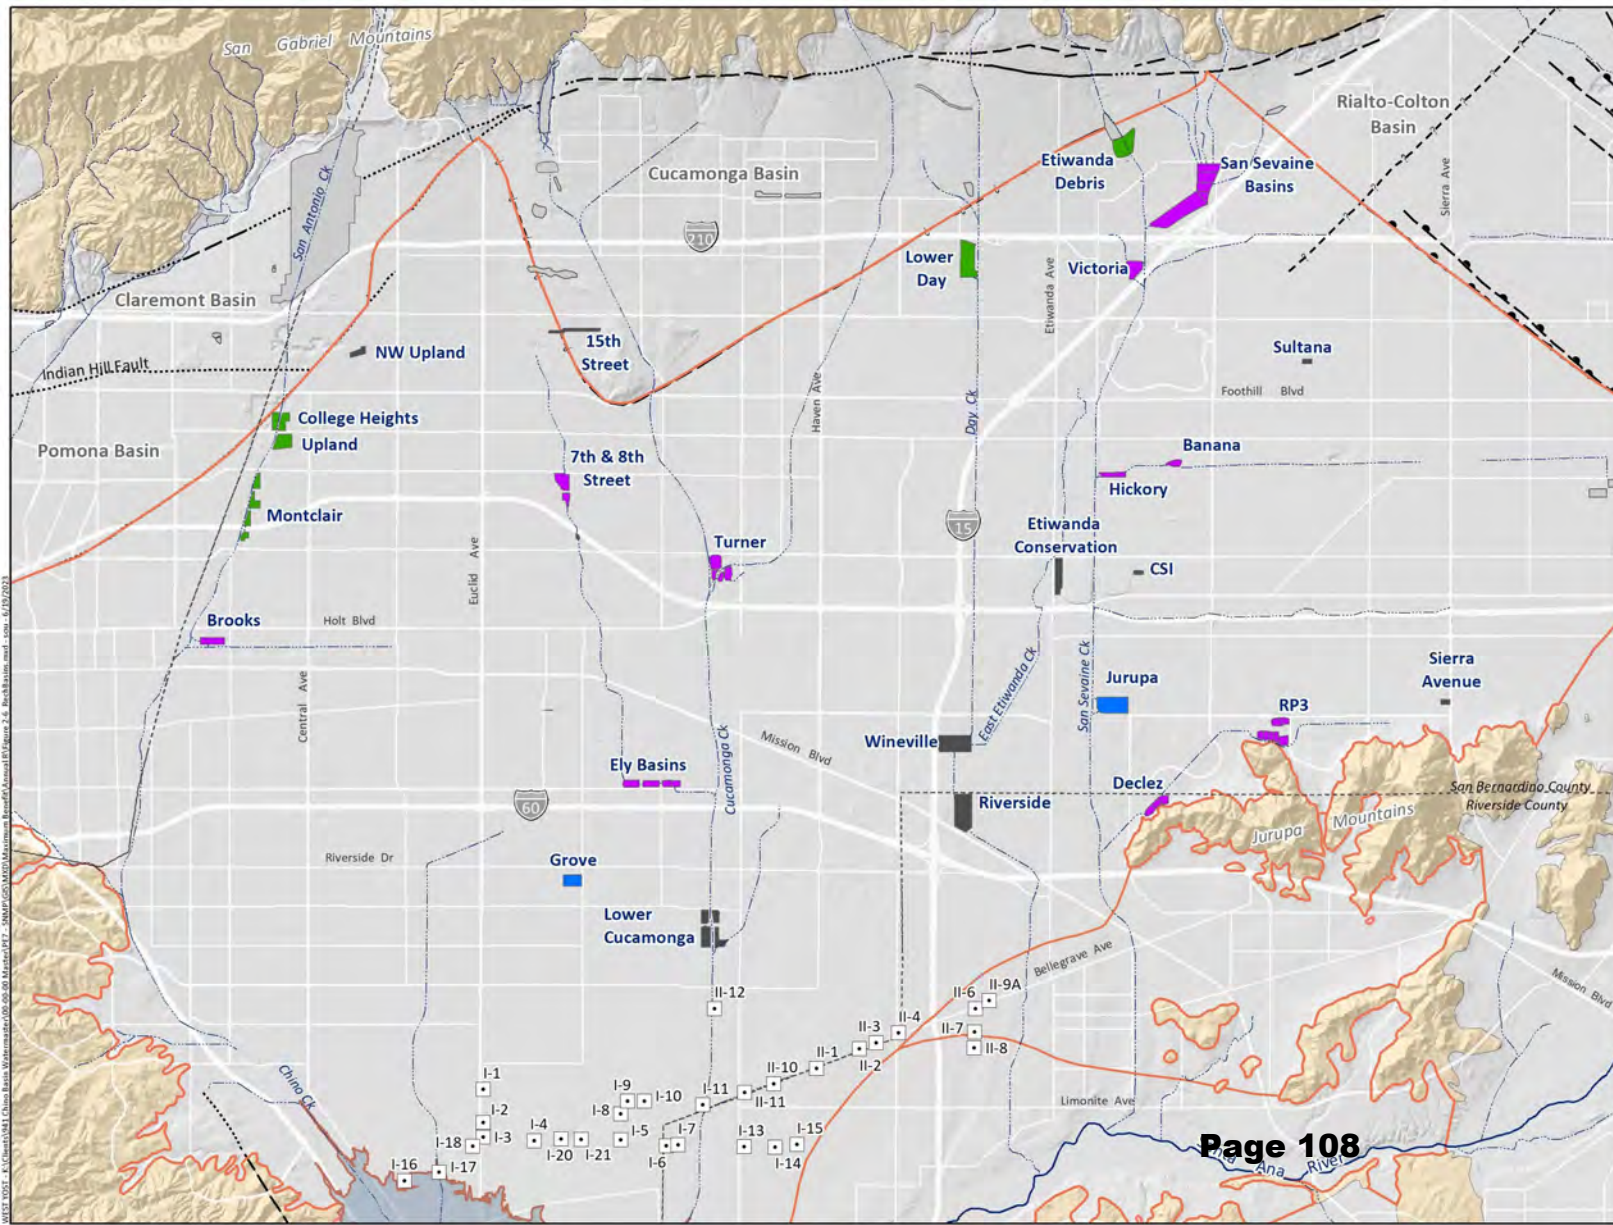 San Gabriel Mountains
Rialto-Colton
Basin
Cucamonga Basin
Etiwanda
Debris
San Sevaine
Basins
Sierra Ave
San Antonio Ck
210
Lower
Day
Victoria
Etiwanda Ave
Claremont Basin
8
NW Upland
15th
Street
Sultana
Indian Hill Fault
Foothill Blvd
Haven Ave
Day Ck
College Heights
Upland
Pomona Basin
7th & 8th
Street
Banana
Hickory
Montclair
15
Etiwanda
Conservation
CSI
Turner
Euclid Ave
Brooks
Holt Blvd
Central Ave
East Etiwanda Ck
San Sevaine Ck
Jurupa
Sierra
Avenue
RP3
Wineville
Mission Blvd
Cucamonga Ck
Ely Basins
60
Riverside
Declez
San Bernardino County
Riverside County
Jurupa Mountains
Riverside Dr
Grove
Lower
Cucamonga
Bellegrave Ave
Mission Blvd
II-12
II-6
II-9A
II-4
II-3
II-7
II-8
II-2
II-1
II-10
II-11
I-11
I-1
I-9
I-10
I-8
I-2
I-3
I-4
I-5
I-7
I-13
I-15
I-18
I-20
I-21
I-6
I-14
I-16
I-17
Chino Ck
Limonite Ave
Page 108
Ana River